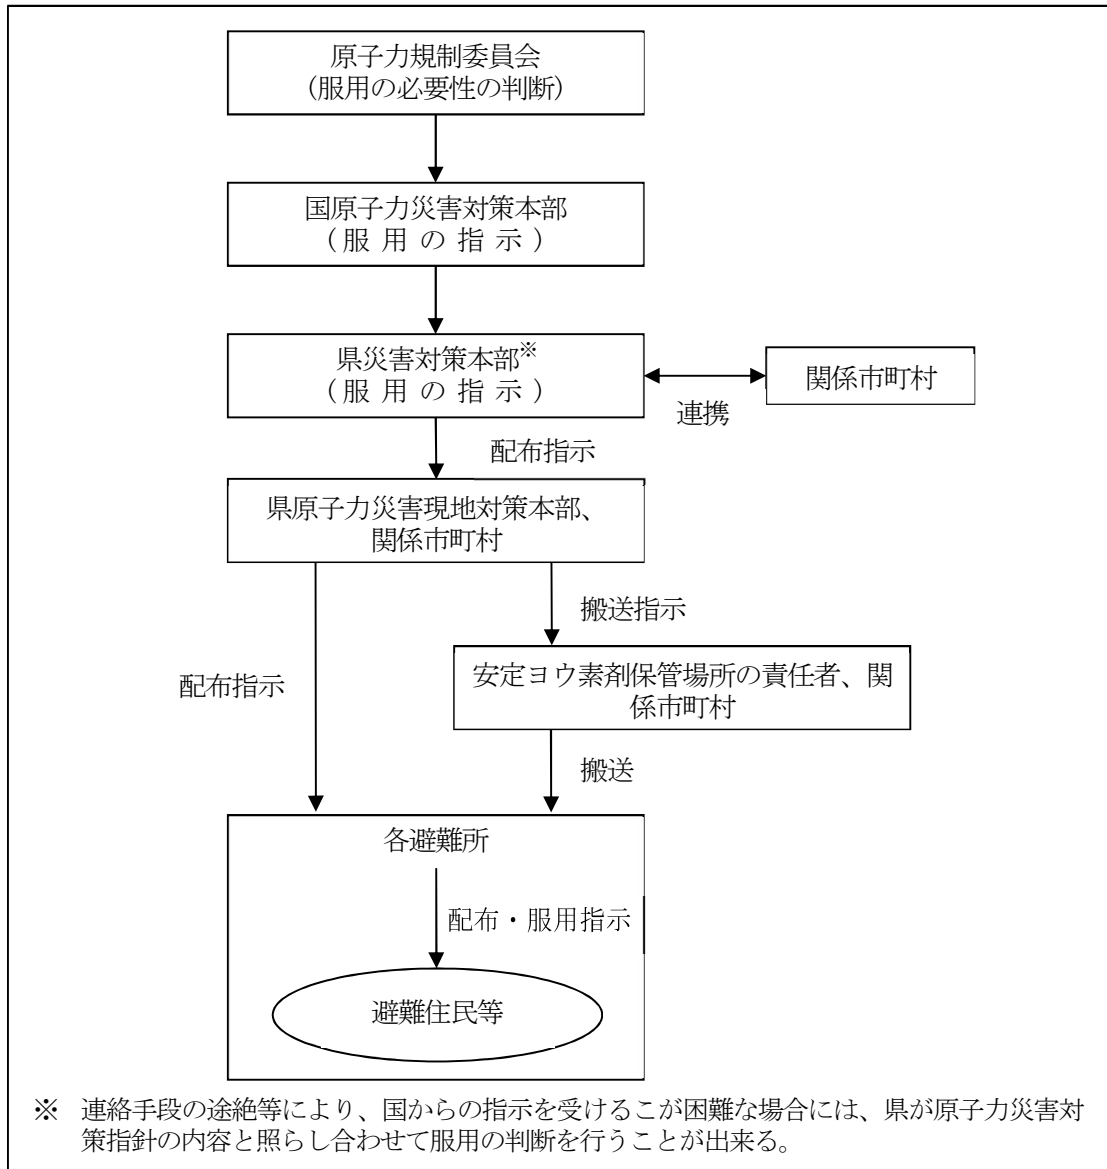 原子力規制委員会
(服用の必要性の判断)
国原子力災害対策本部
(服 用 の 指 示 )
県災害対策本部※
(服 用 の 指 示 )
関係市町村
連携
配布指示
県原子力災害現地対策本部、
関係市町村
搬送指示
安定ヨウ素剤保管場所の責任者、関
係市町村
配布指示
搬送
各避難所
配布・服用指示
避難住民等
※ 連絡手段の途絶等により、国からの指示を受けるこが困難な場合には、県が原子力災害対
策指針の内容と照らし合わせて服用の判断を行うことが出来る。